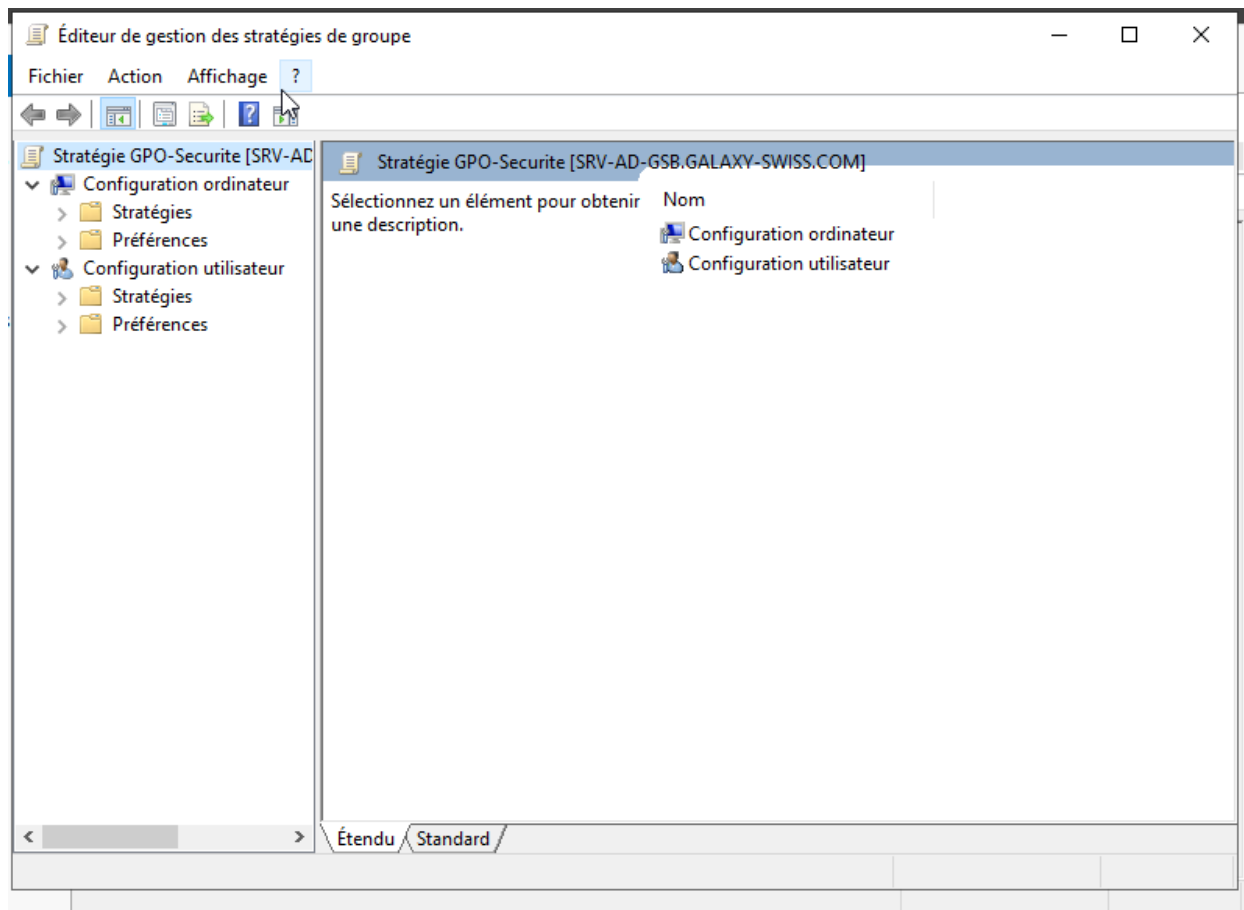 Éditeur de gestion des stratégies de groupe
Fichier Action Affichage ?
Stratégie GPO-Securite [SRV-AD
Configuration ordinateur
Stratégies
Préférences
Configuration utilisateur
Stratégies
Préférences
Stratégie GPO-Securite [SRV-AD-GSB.GALAXY-SWISS.COM]
Sélectionnez un élément pour obtenir
une description.
Nom
Configuration ordinateur
Configuration utilisateur
Étendu Standard